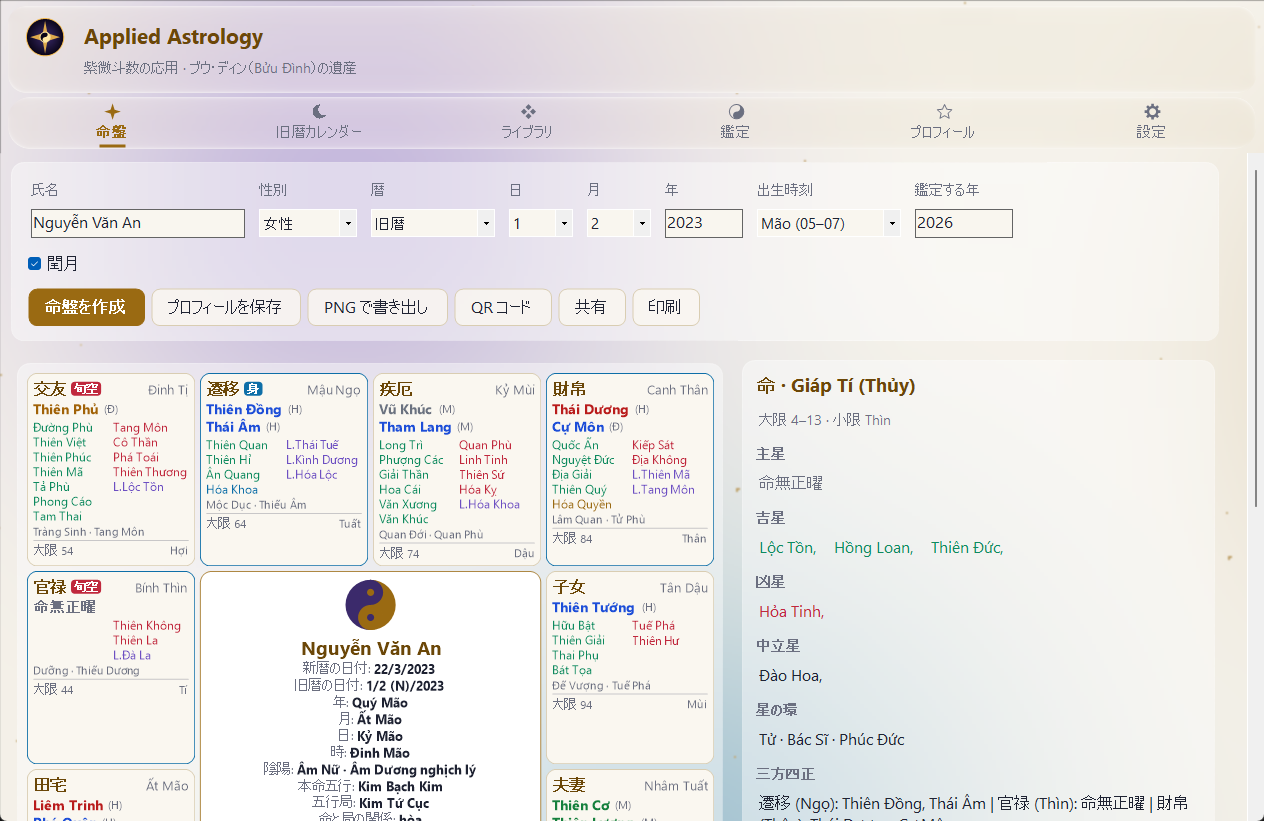 Applied Astrology
紫微斗数の応用 · ブウ·ディン（Bửu Đình）の遺産
命盤
旧暦カレンダー
ライブラリ
鑑定
プロフィール
設定
氏名
性別
暦
日
月
年
出生時刻
鑑定する年
Nguyễn Văn An
女性
旧暦
1
2
2023
Mão (05–07)
2026
閏月
命盤を作成
プロフィールを保存
PNG で書き出し
QR コード
共有
印刷
交友 旬空 Đinh Tị
Thiên Phủ (Đ)
Đường Phù Tang Môn
Thiên Việt Cô Thần
Thiên Phúc Phá Toái
Thiên Mã Thiên Thương
Tả Phù L.Lộc Tồn
Phong Cáo
Tam Thai
Tràng Sinh · Tang Môn
大限 54 Hợi
遷移 身 Mậu Ngọ
Thiên Đồng (H)
Thái Âm (H)
Thiên Quan L.Thái Tuế
Thiên Hỉ L.Kình Dương
Ân Quang L.Hóa Lộc
Hóa Khoa
Mộc Dục · Thiếu Âm
大限 64 Tuất
疾厄 Kỷ Mùi
Vũ Khúc (M)
Tham Lang (M)
Long Trì Quan Phù
Phượng Các Linh Tinh
Giải Thần Thiên Sứ
Hoa Cái Hóa Kỵ
Văn Xương L.Hóa Khoa
Văn Khúc
Quan Đới · Quan Phù
大限 74 Dậu
財帛 Canh Thân
Thái Dương (H)
Cự Môn (Đ)
Quốc Ấn Kiếp Sát
Nguyệt Đức Địa Không
Địa Giải L.Thiên Mã
Thiên Quý L.Tang Môn
Hóa Quyền
Lâm Quan · Tử Phù
大限 84 Thân
官禄 旬空 Bính Thìn
命無正曜
Thiên Không
Thiên La
L.Đà La
Dưỡng · Thiếu Dương
大限 44 Tí
Nguyễn Văn An
新暦の日付: 22/3/2023
旧暦の日付: 1/2 (N)/2023
年: Quý Mão
月: Ất Mão
日: Kỷ Mão
時: Đinh Mão
陰陽: Âm Nữ · Âm Dương nghịch lý
本命五行: Kim Bạch Kim
五行局: Kim Tứ Cục
命と局の関係: hòa
子女 Tân Dậu
Thiên Tướng (H)
Hữu Bật Tuế Phá
Thiên Giải Thiên Hư
Thai Phụ
Bát Tọa
Đế Vượng · Tuế Phá
大限 94 Mùi
田宅 Ất Mão
Liêm Trinh (H)
夫妻 Nhâm Tuất
Thiên Cơ (M)
命 · Giáp Tí (Thủy)
大限 4–13 · 小限 Thìn
主星
命無正曜
吉星
Lộc Tồn, Hồng Loan, Thiên Đức,
凶星
Hỏa Tinh,
中立星
Đào Hoa,
星の環
Tử · Bác Sĩ · Phúc Đức
三方四正
遷移 (Ngọ): Thiên Đồng, Thái Âm | 官禄 (Thìn): 命無正曜 | 財帛